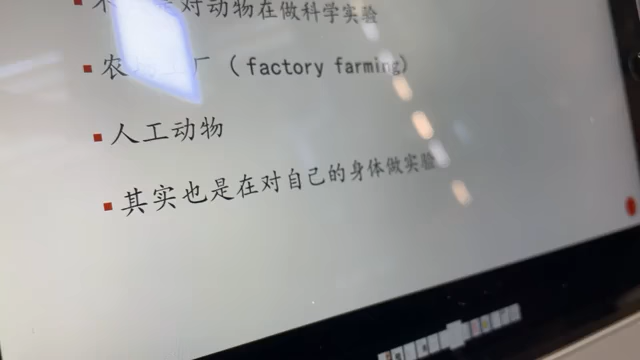 对动物在做科学实验
农厂（factory farming）
人工动物
其实也是在对自己的身体做实验